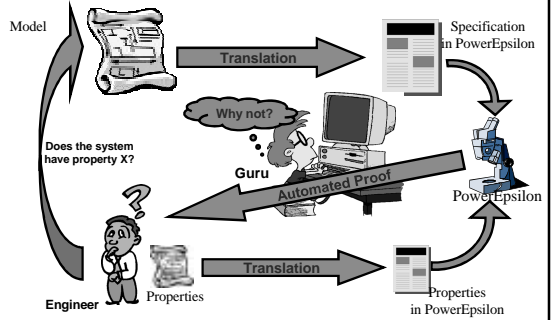 Model
Translation
Specification
in PowerEpsilon
Why not?
Does the system
have property X?
Guru
Automated Proof
PowerEpsilon
Engineer
Properties
Translation
Properties
in PowerEpsilon